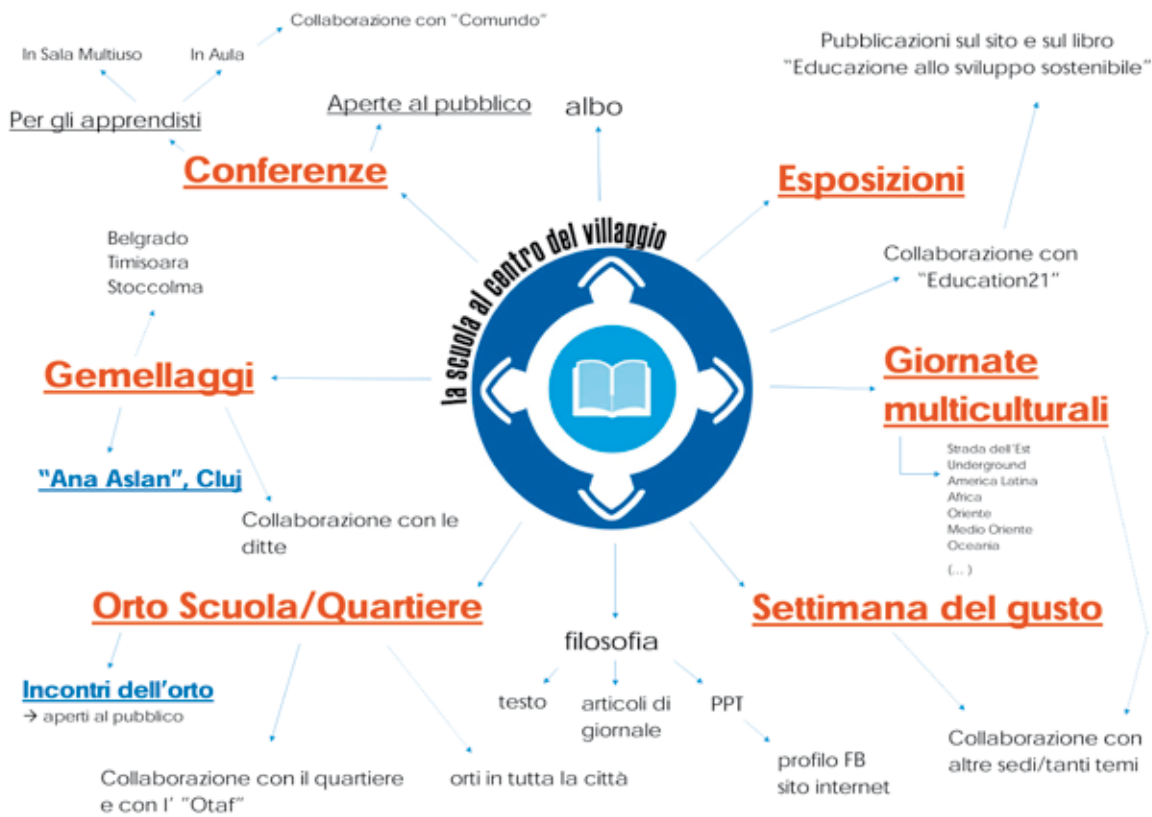 Collaborazione con "Comundo"
In Sala Multiuso
In Aula
Per gli apprendisti
Aperte al pubblico
Conferenze
albo
Pubblicazioni sul sito e sul libro
"Educazione allo sviluppo sostenibile"
Esposizioni
la scuola al centro del villaggio
Collaborazione con
"Education21"
Belgrado
Timisoara
Stoccolma
Gemellaggi
"Ana Aslan", Cluj
Collaborazione con le
ditte
Giornate
multiculturali
Strada dell'Est
Underground
America Latina
Africa
Oriente
Medio Oriente
Oceania
(... )
Orto Scuola/Quartiere
Incontri dell'orto
→ aperti al pubblico
Collaborazione con il quartiere
e con l' "Otaf"
orti in tutta la città
filosofia
testo
articoli di
giornale
PPT
profilo FB
sito internet
Settimana del gusto
Collaborazione con
altre sedi/tanti temi